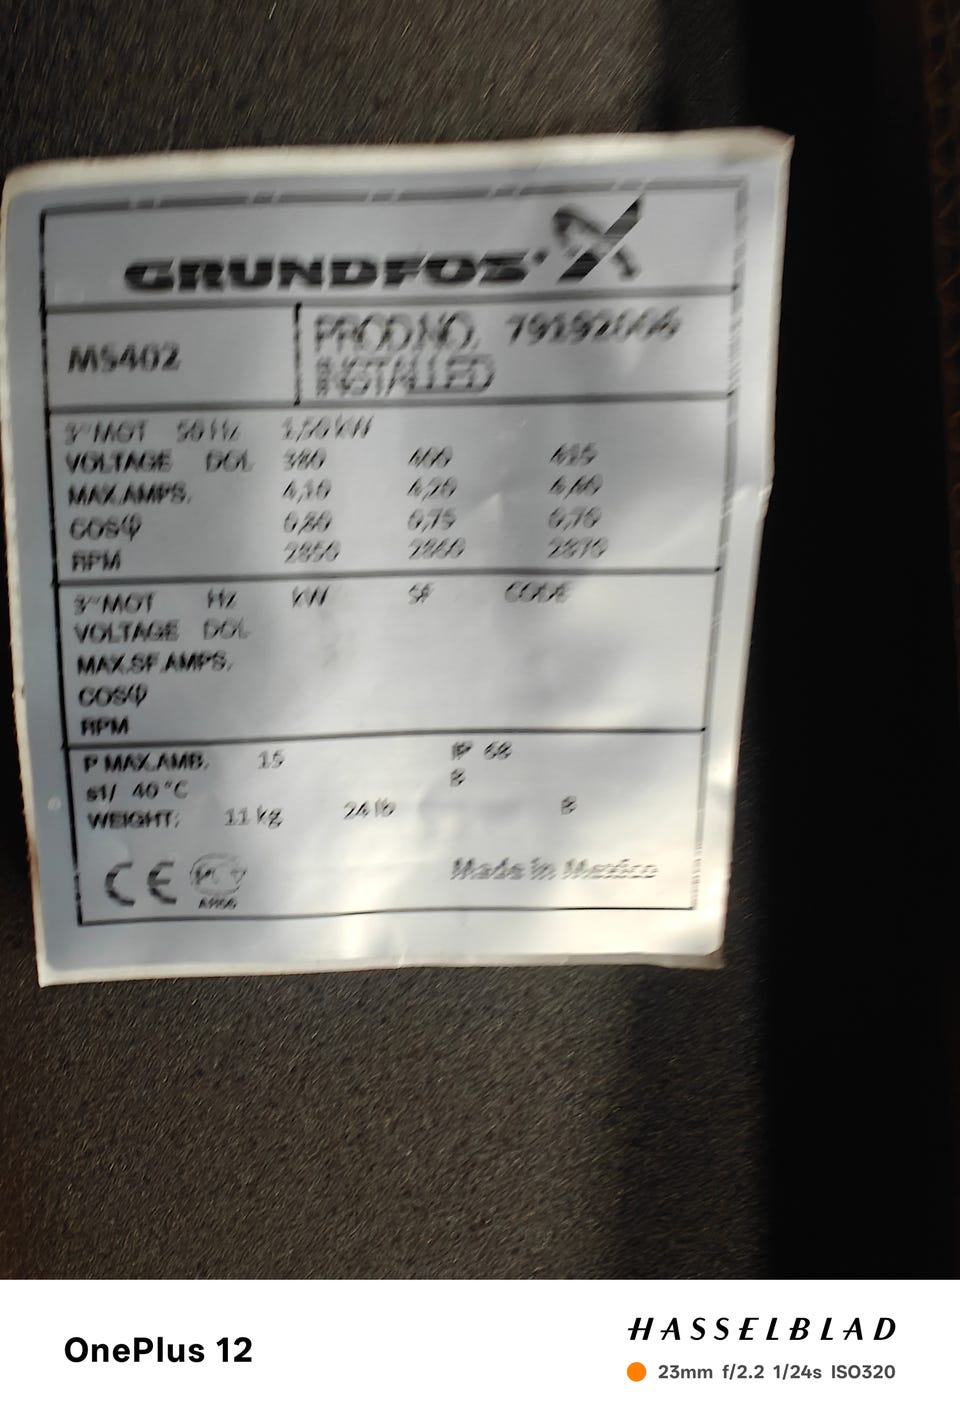 GRUNDFOS
MS402
PROD.NO. 79192006
INSTALLED
3~MOT 50 Hz 1,50 kW
VOLTAGE DOL 380 400 415
MAX.AMPS. 4,10 4,20 4,40
COSφ 0,80 0,75 0,70
RPM 2850 2860 2870
3~MOT Hz kW SF CODE
VOLTAGE DOL
MAX.SF.AMPS.
COSφ
RPM
P MAX.AMB. 15 IP 68
st/ 40 °C B
WEIGHT: 11 kg 24 lb B
CE
Made in Mexico
OnePlus 12
HASSELBLAD
23mm f/2.2 1/24s ISO320